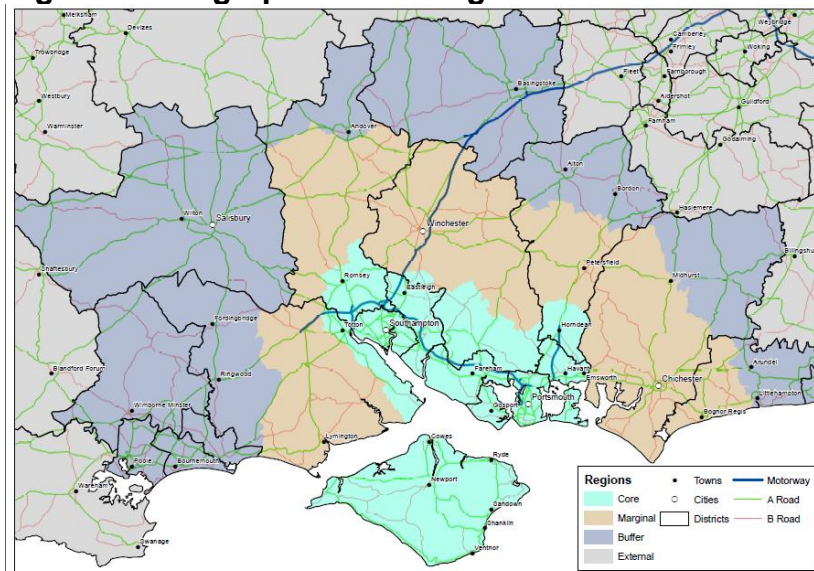 Melksham
Devizes
Trowbridge
Westbury
Warminster
Andover
Basingstoke
Camberley
Frimley
Fleet
Farnborough
Aldershot
Farnham
Weybridge
Woking
Guildford
Godalming
Haslemere
Alton
Bordon
Wilton
Salisbury
Winchester
Shaftesbury
Romsey
Eastleigh
Petersfield
Midhurst
Billingshu
Fordingbridge
Totton
Southampton
Horndean
Blandford Forum
Ringwood
Fareham
Havant
Emsworth
Chichester
Arundel
Littlehampton
Wimborne Minster
Gosport
Portsmouth
Bognor Regis
Lymington
Cowes
Ryde
Poole
Bournemouth
Wareham
Newport
Sandown
Shanklin
Swanage
Ventnor
Regions
Core
Marginal
Buffer
External
Towns
Cities
Districts
Motorway
A Road
B Road